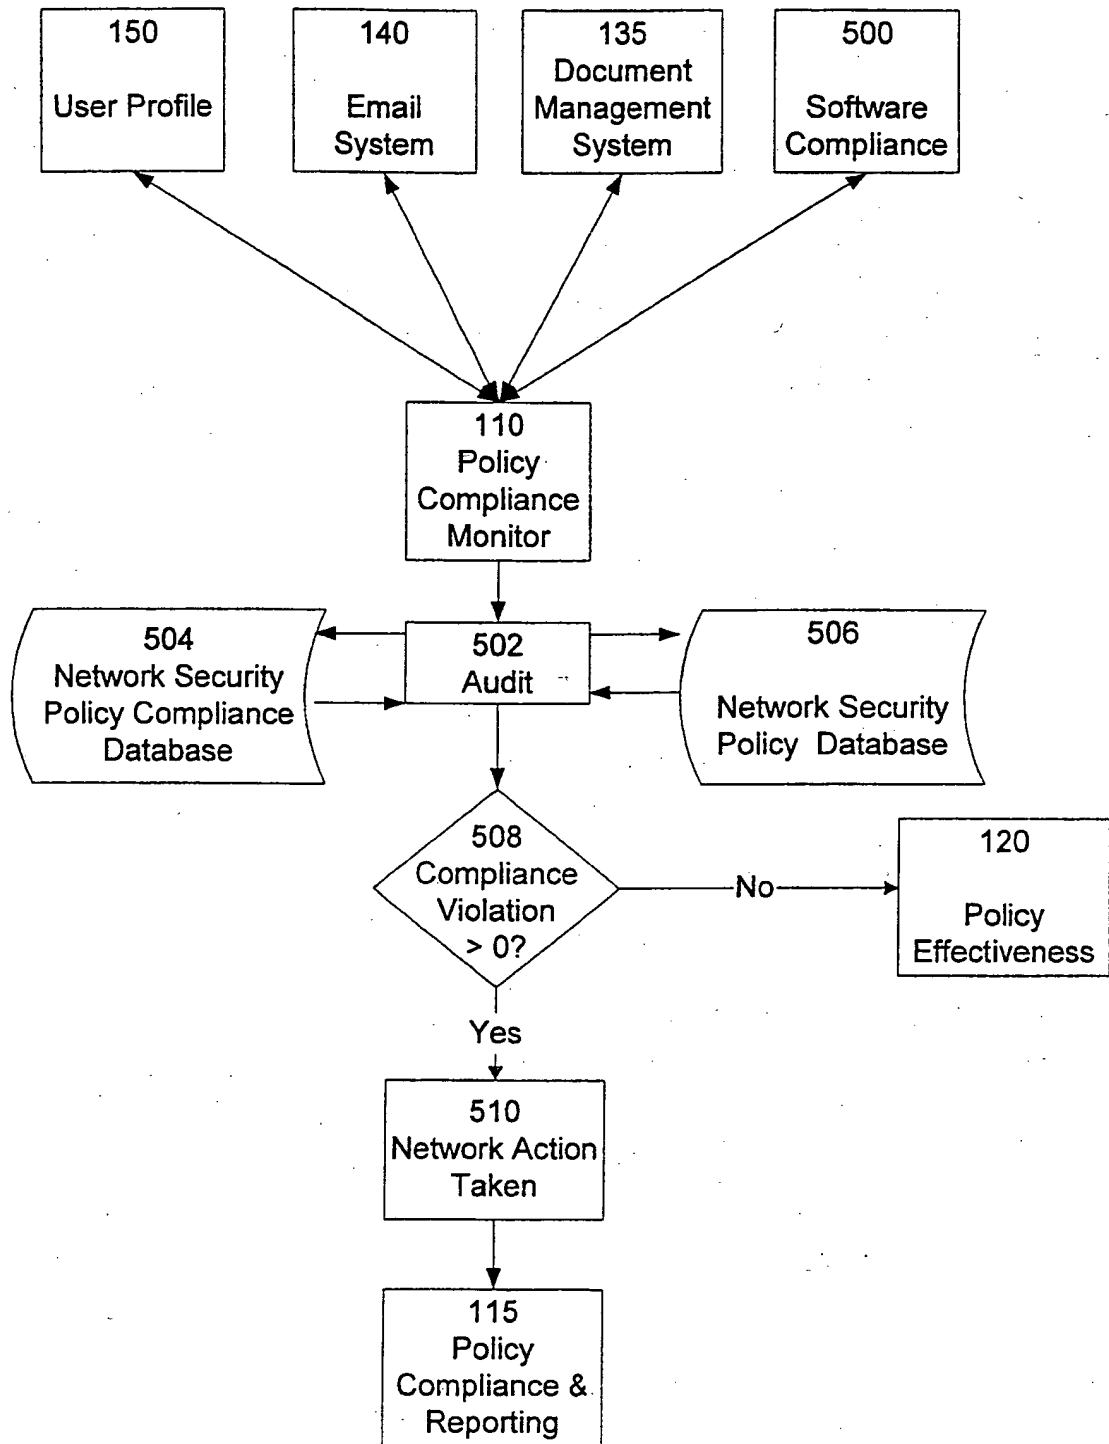 150
User Profile
140
Email
System
135
Document
Management
System
500
Software
Compliance
110
Policy
Compliance
Monitor
504
Network Security
Policy Compliance
Database
502
Audit
506
Network Security
Policy Database
508
Compliance
Violation
> 0?
No
120
Policy
Effectiveness
Yes
510
Network Action
Taken
115
Policy
Compliance &
Reporting